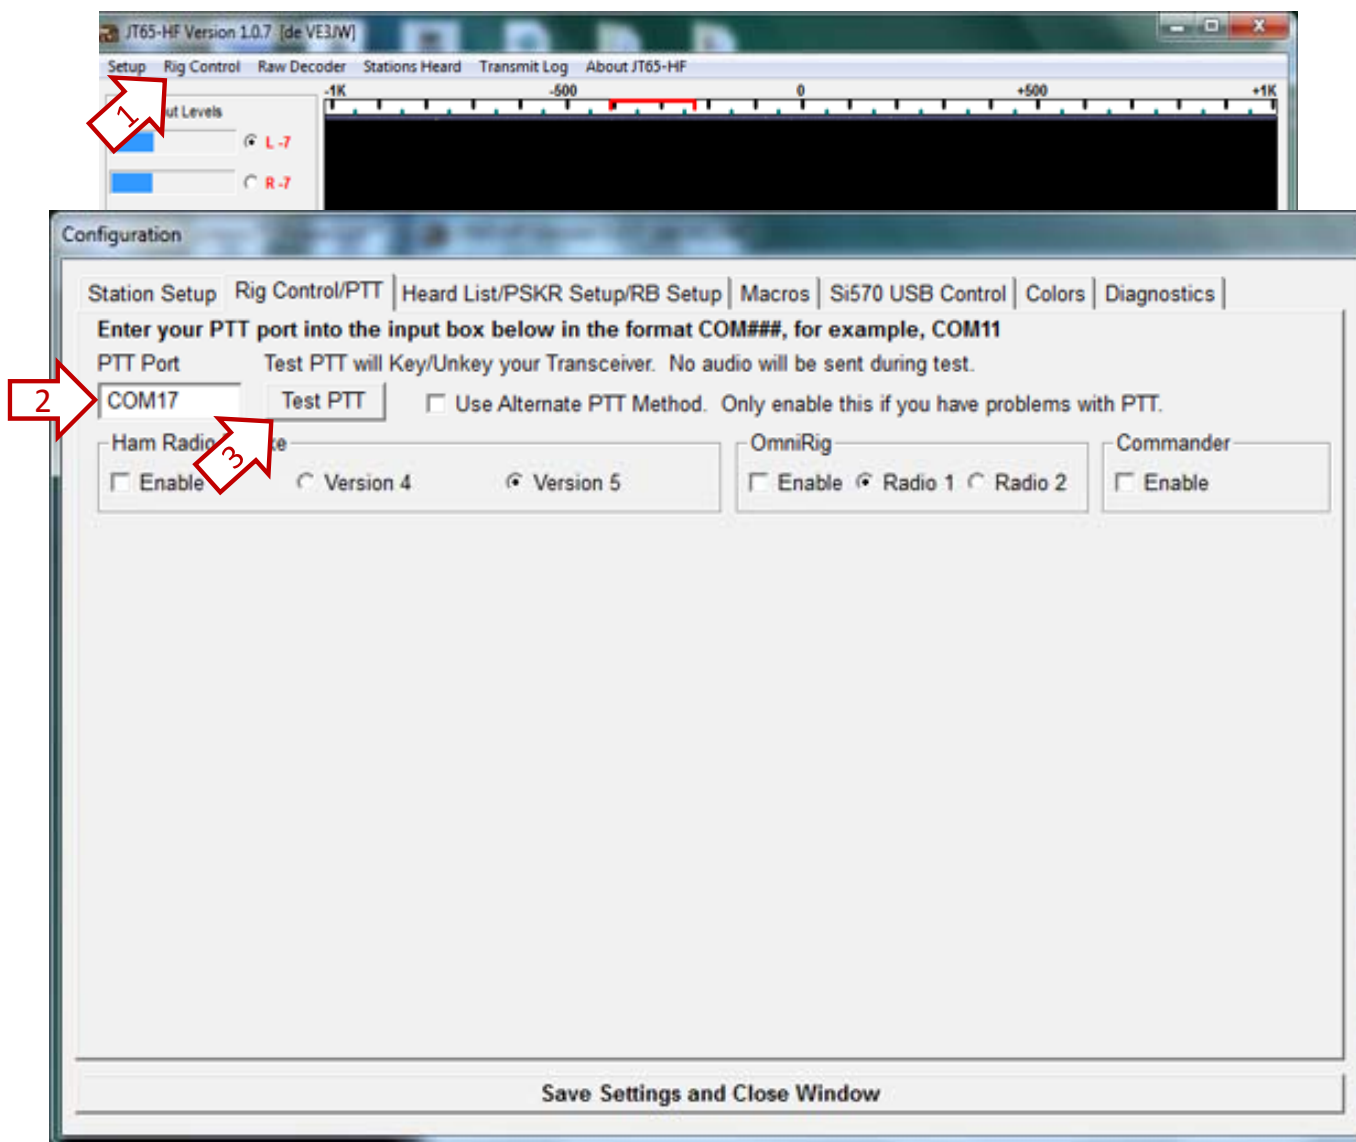 JT65-HF Version 1.0.7 [de VE3JW]
Setup Rig Control Raw Decoder Stations Heard Transmit Log About JT65-HF
-1K -500 0 +500 +1K
1
ut Levels
L -7
R -7
Configuration
Station Setup Rig Control/PTT Heard List/PSKR Setup/RB Setup Macros Si570 USB Control Colors Diagnostics
Enter your PTT port into the input box below in the format COM###, for example, COM11
PTT Port Test PTT will Key/Unkey your Transceiver. No audio will be sent during test.
2 COM17 Test PTT Use Alternate PTT Method. Only enable this if you have problems with PTT.
3
Ham Radio OmniRig Commander
Enable Version 4 Version 5 Enable Radio 1 Radio 2 Enable
Save Settings and Close Window